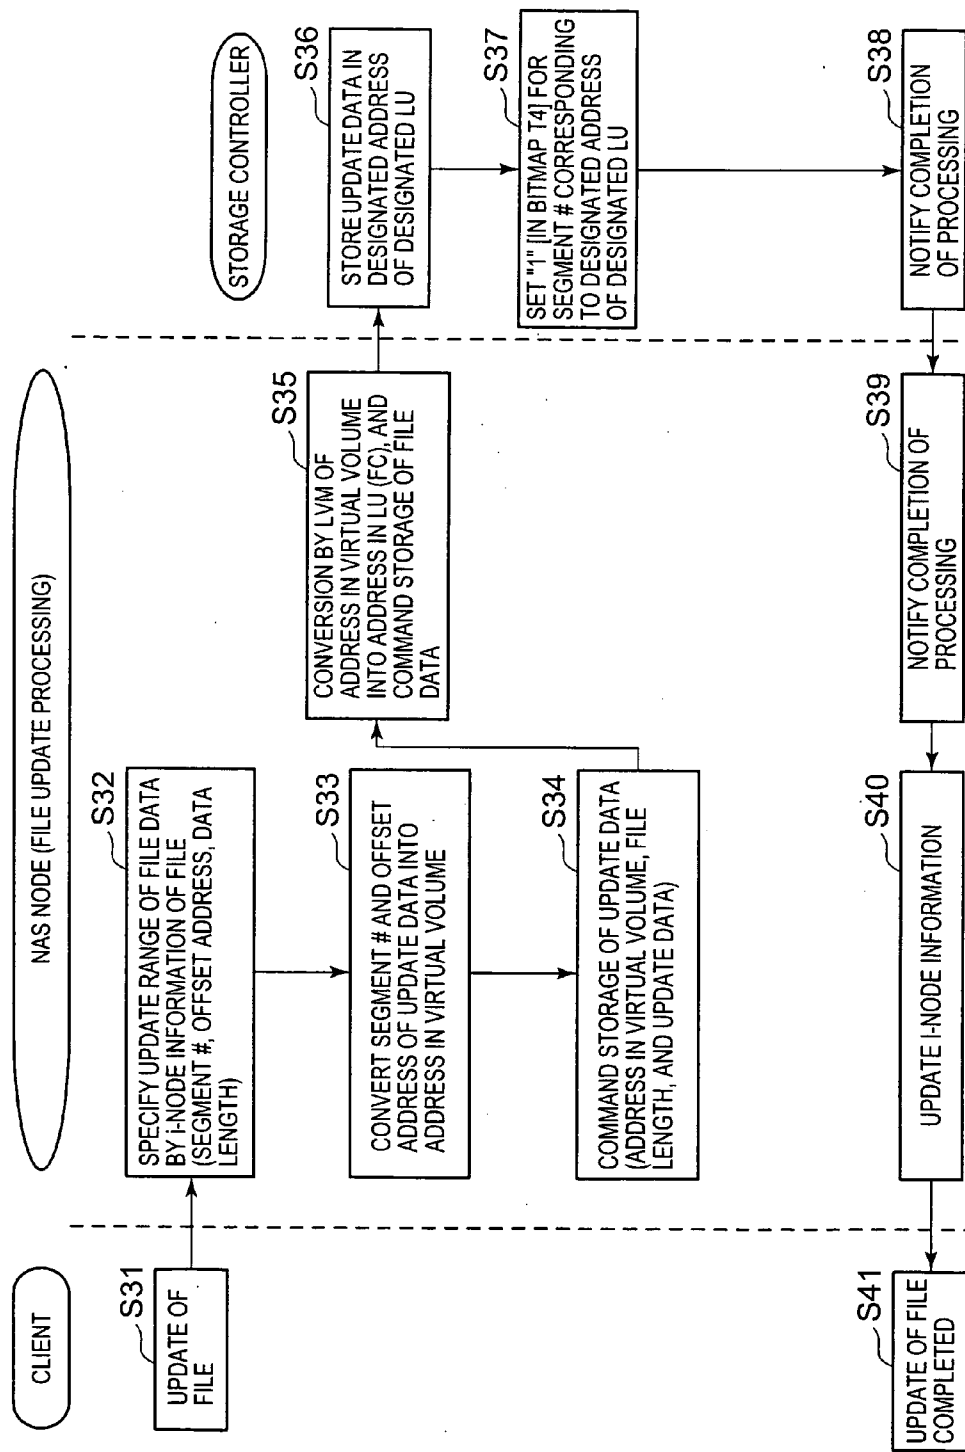 CLIENT
NAS NODE (FILE UPDATE PROCESSING)
STORAGE CONTROLLER
S31
UPDATE OF
FILE
S32
SPECIFY UPDATE RANGE OF FILE DATA
BY i-NODE INFORMATION OF FILE
(SEGMENT #, OFFSET ADDRESS, DATA
LENGTH)
S33
CONVERT SEGMENT # AND OFFSET
ADDRESS OF UPDATE DATA INTO
ADDRESS IN VIRTUAL VOLUME
S34
COMMAND STORAGE OF UPDATE DATA
(ADDRESS IN VIRTUAL VOLUME, FILE
LENGTH, AND UPDATE DATA)
S35
CONVERSION BY LVM OF
ADDRESS IN VIRTUAL VOLUME
INTO ADDRESS IN LU (FC), AND
COMMAND STORAGE OF FILE
DATA
S36
STORE UPDATE DATA IN
DESIGNATED ADDRESS
OF DESIGNATED LU
S37
SET "1" [IN BITMAP T4] FOR
SEGMENT # CORRESPONDING
TO DESIGNATED ADDRESS
OF DESIGNATED LU
S38
NOTIFY COMPLETION
OF PROCESSING
S39
NOTIFY COMPLETION OF
PROCESSING
S40
UPDATE I-NODE INFORMATION
S41
UPDATE OF FILE
COMPLETED